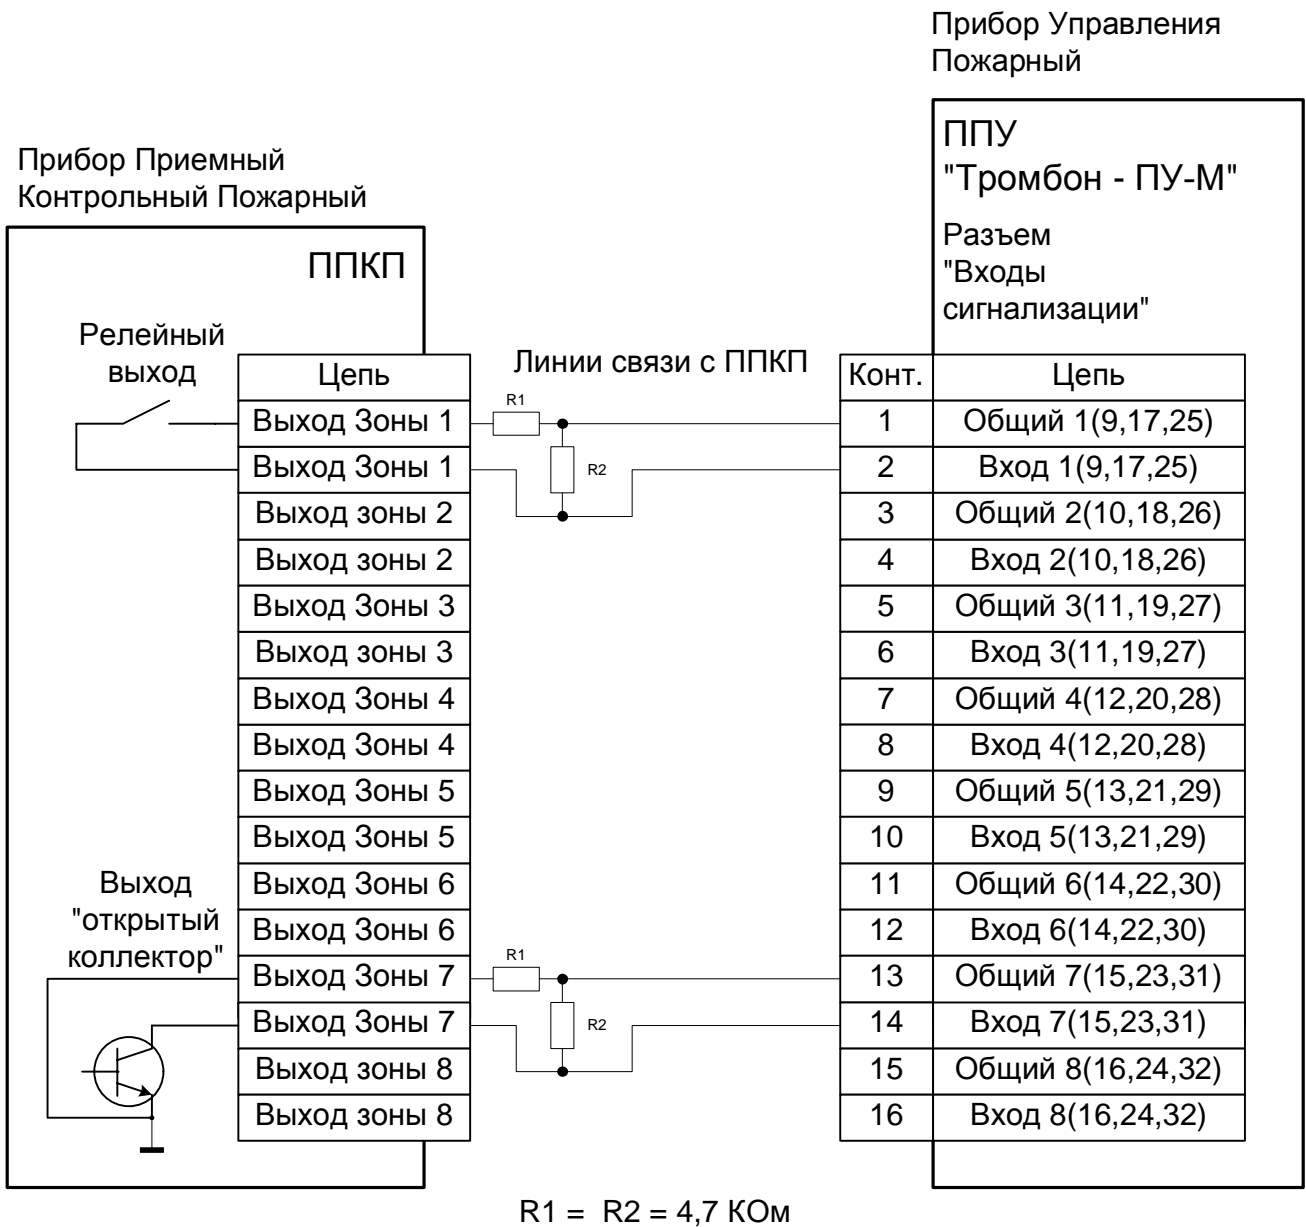 Прибор Управления
Пожарный
ППУ
"Тромбон - ПУ-М"
Разъем
"Входы
сигнализации"
Прибор Приемный
Контрольный Пожарный
ППКП
Релейный
выход
Линии связи с ППКП
Цепь
Выход Зоны 1
Выход Зоны 1
Выход зоны 2
Выход зоны 2
Выход Зоны 3
Выход зоны 3
Выход Зоны 4
Выход Зоны 4
Выход Зоны 5
Выход Зоны 5
Выход Зоны 6
Выход Зоны 6
Выход Зоны 7
Выход Зоны 7
Выход зоны 8
Выход зоны 8
Выход
"открытый
коллектор"
R1
R2
R1
R2
Конт. Цепь
1 Общий 1(9,17,25)
2 Вход 1(9,17,25)
3 Общий 2(10,18,26)
4 Вход 2(10,18,26)
5 Общий 3(11,19,27)
6 Вход 3(11,19,27)
7 Общий 4(12,20,28)
8 Вход 4(12,20,28)
9 Общий 5(13,21,29)
10 Вход 5(13,21,29)
11 Общий 6(14,22,30)
12 Вход 6(14,22,30)
13 Общий 7(15,23,31)
14 Вход 7(15,23,31)
15 Общий 8(16,24,32)
16 Вход 8(16,24,32)
R1 = R2 = 4,7 КОм